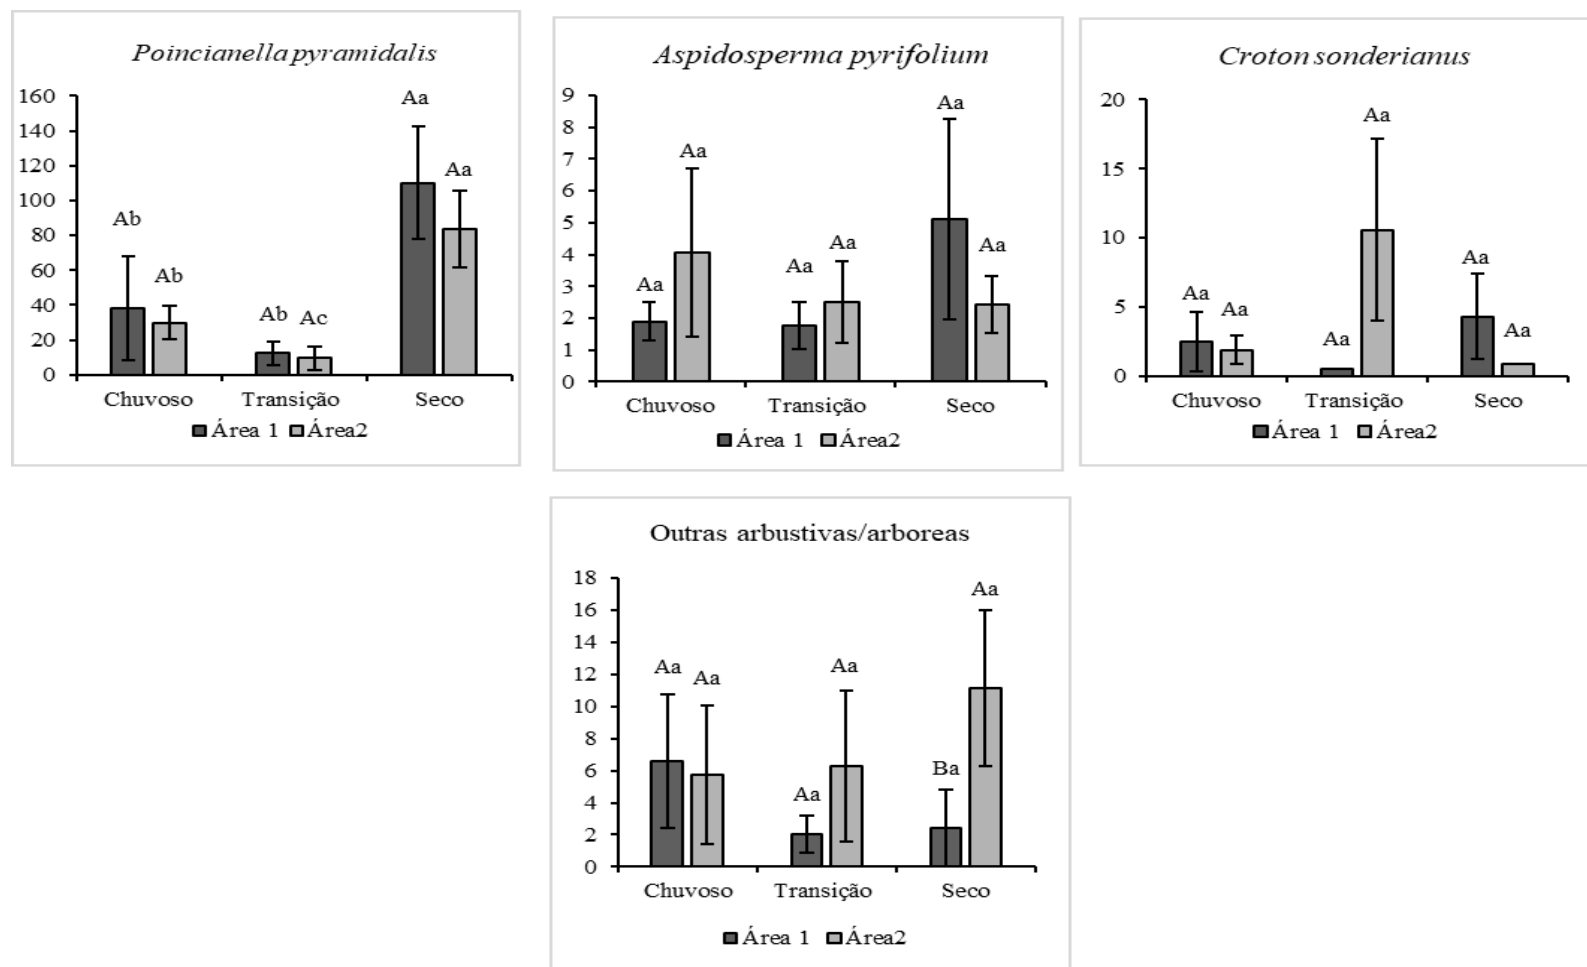 Poincianella pyramidalis
160
140
120
100
80
60
40
20
0
Ab
Ab
Ab
Ac
Aa
Aa
Chuvoso Transição Seco
Área 1 Área2
Aspidosperma pyrifolium
9
8
7
6
5
4
3
2
1
0
Aa
Aa
Aa
Aa
Aa
Aa
Chuvoso Transição Seco
Área 1 Área2
Croton sonderianus
20
15
10
5
0
Aa
Aa
Aa
Aa
Aa
Aa
Chuvoso Transição Seco
Área 1 Área2
Outras arbustivas/arboreas
18
16
14
12
10
8
6
4
2
0
Aa
Aa
Aa
Aa
Ba
Aa
Chuvoso Transição Seco
Área 1 Área2